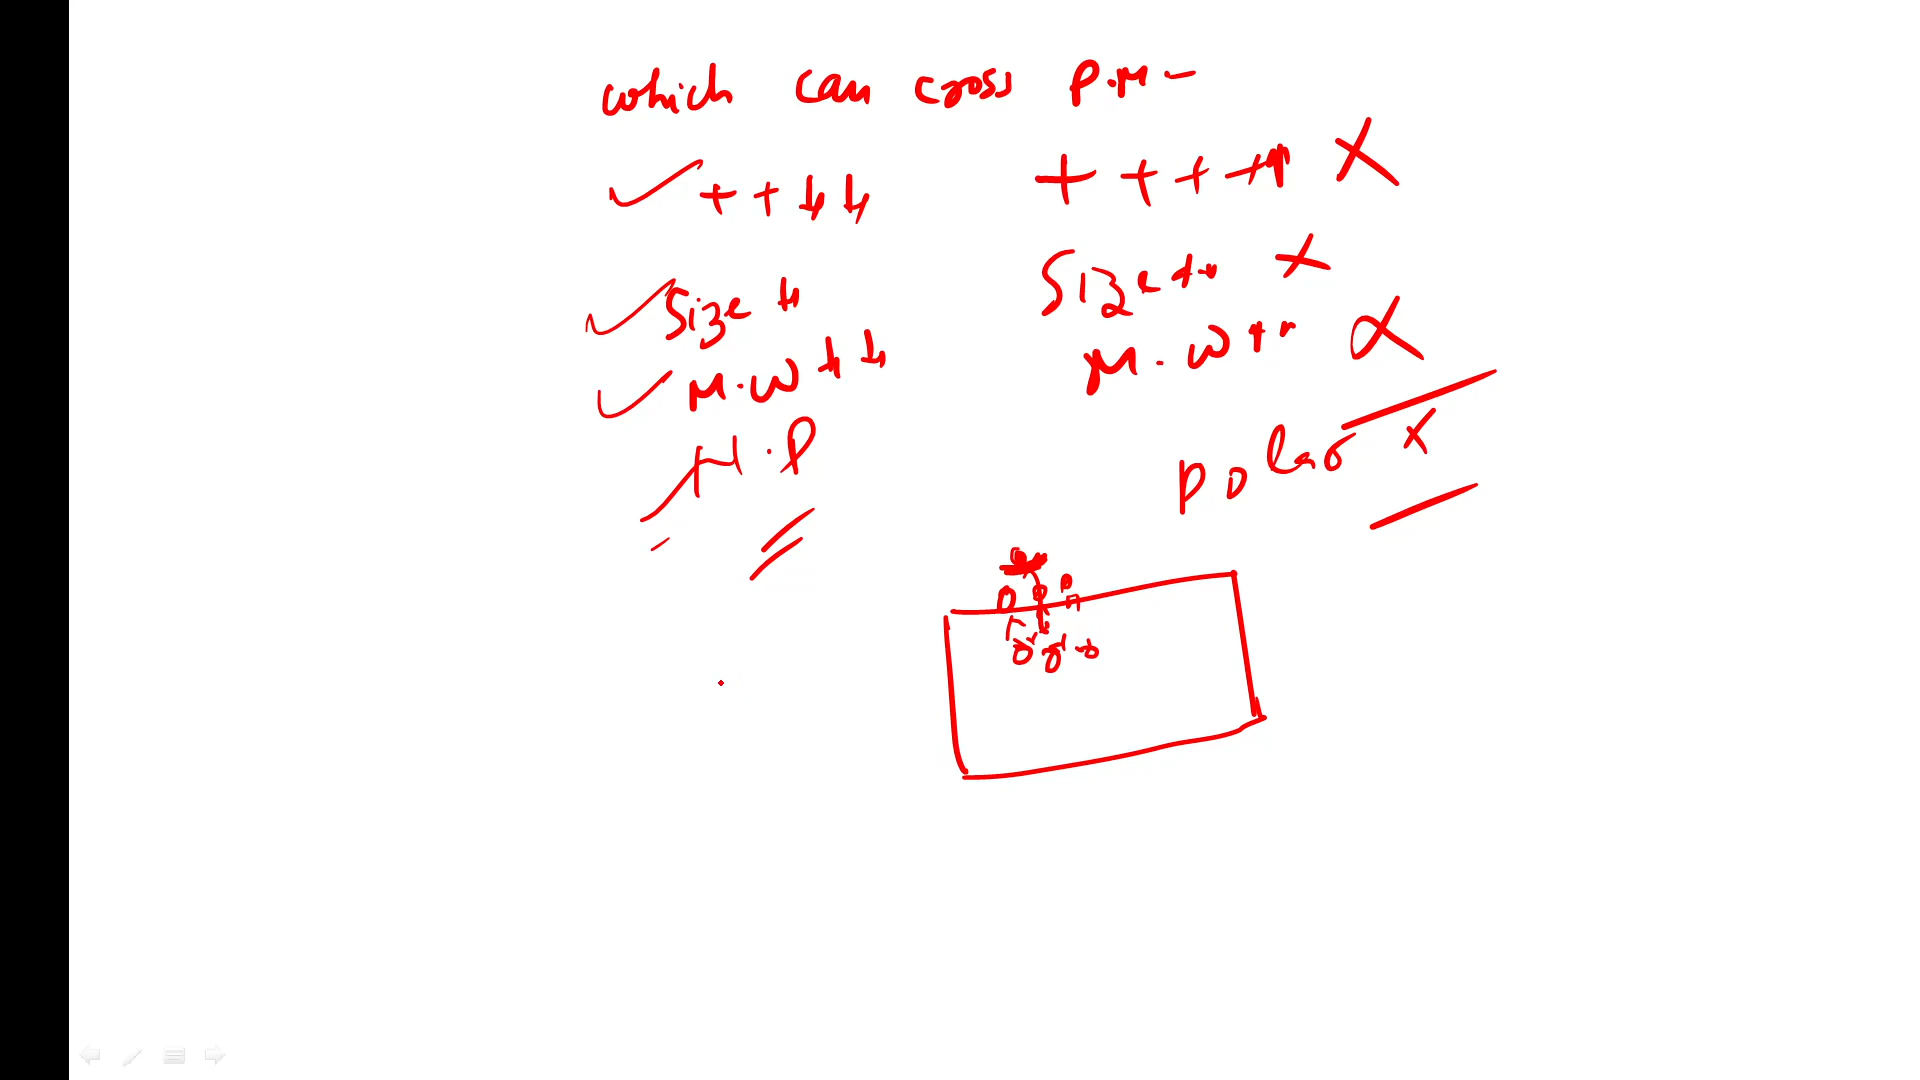 which can cross P.M -
+ + ↓↓
+ + + +↑ X
Size ↓
Size ↑↑ X
M.W ↓ ↓
M.W ↑↑ X
N.P
polar X